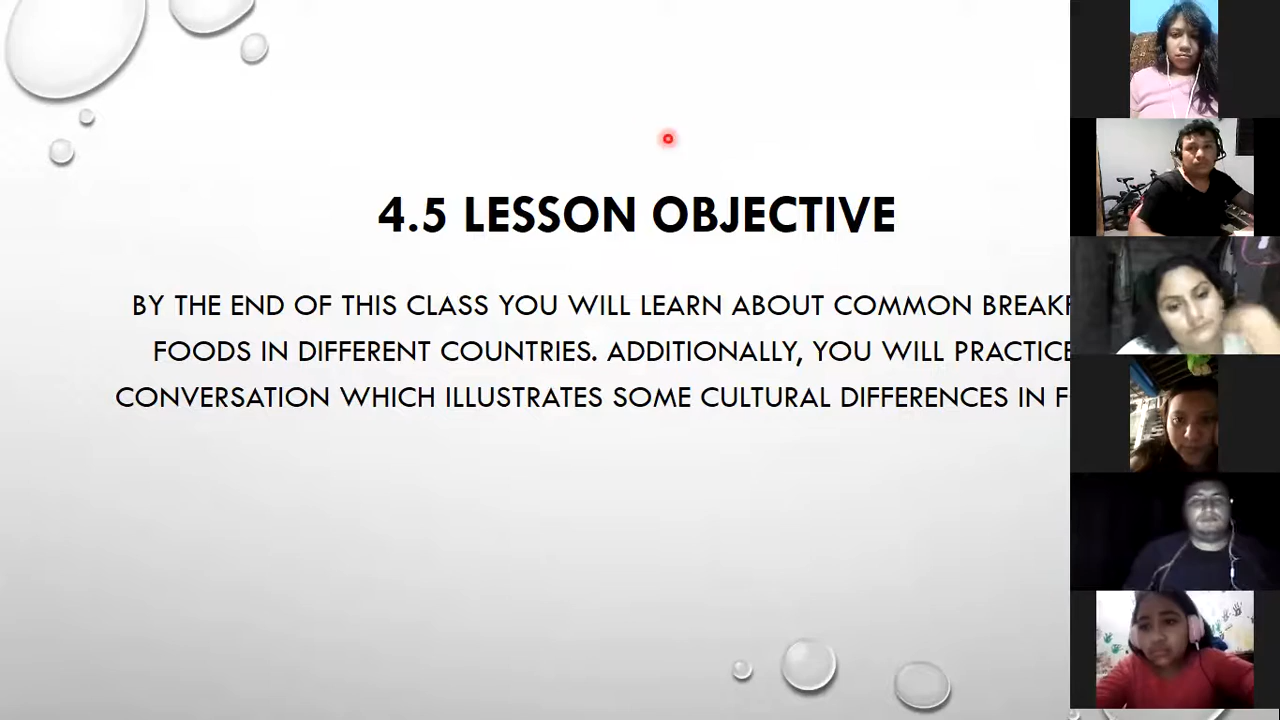 4.5 LESSON OBJECTIVE
BY THE END OF THIS CLASS YOU WILL LEARN ABOUT COMMON
FOODS IN DIFFERENT COUNTRIES. ADDITIONALLY, YOU WILL PRACTICE
CONVERSATION WHICH ILLUSTRATES SOME CULTURAL DIFFERENCES IN